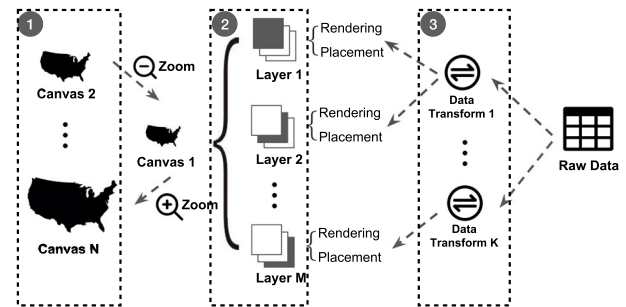 1
Canvas 2
Zoom
Canvas 1
Zoom
Canvas N
2
Rendering
Placement
Layer 1
Rendering
Placement
Layer 2
Rendering
Placement
Layer M
3
Data
Transform 1
Data
Transform K
Raw Data